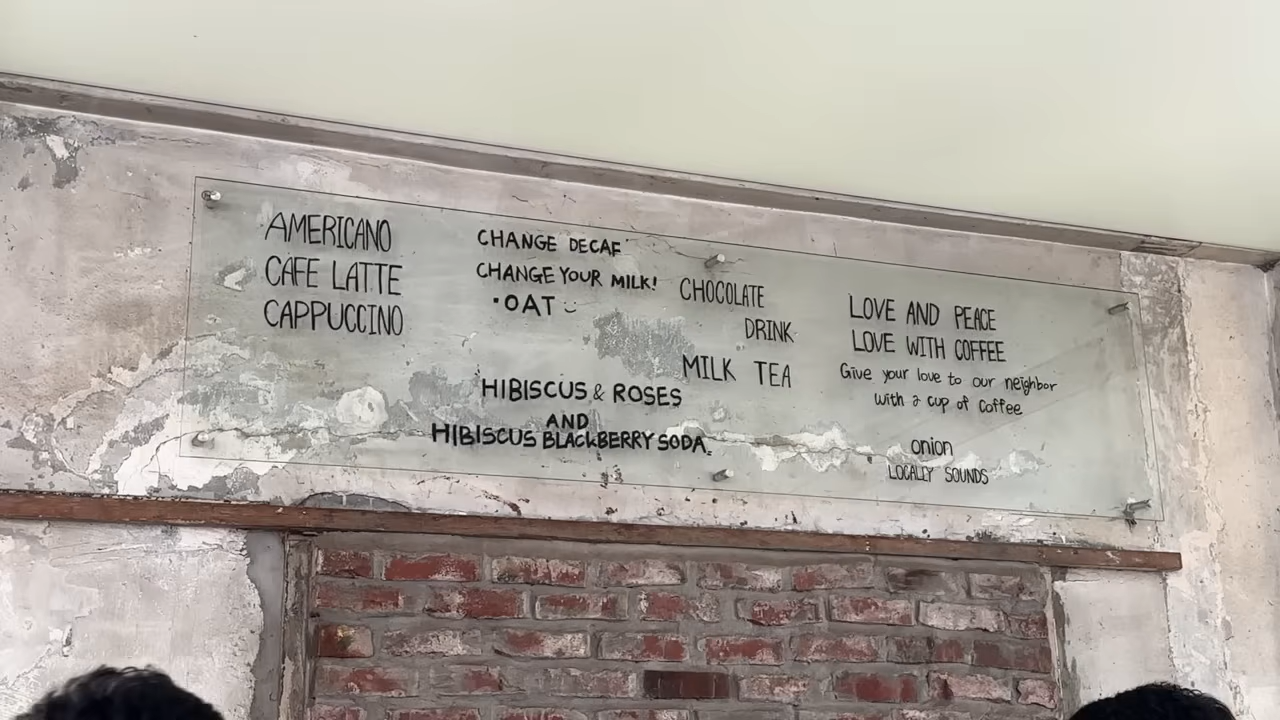 AMERICANO
CAFE LATTE
CAPPUCCINO
CHANGE DECAF
CHANGE YOUR MILK!
·OAT
HIBISCUS & ROSES
AND
HIBISCUS BLACKBERRY SODA.
CHOCOLATE
DRINK
MILK TEA
LOVE AND PEACE
LOVE WITH COFFEE
Give your love to our neighbor
with a cup of coffee
onion
LOCALLY SOUNDS